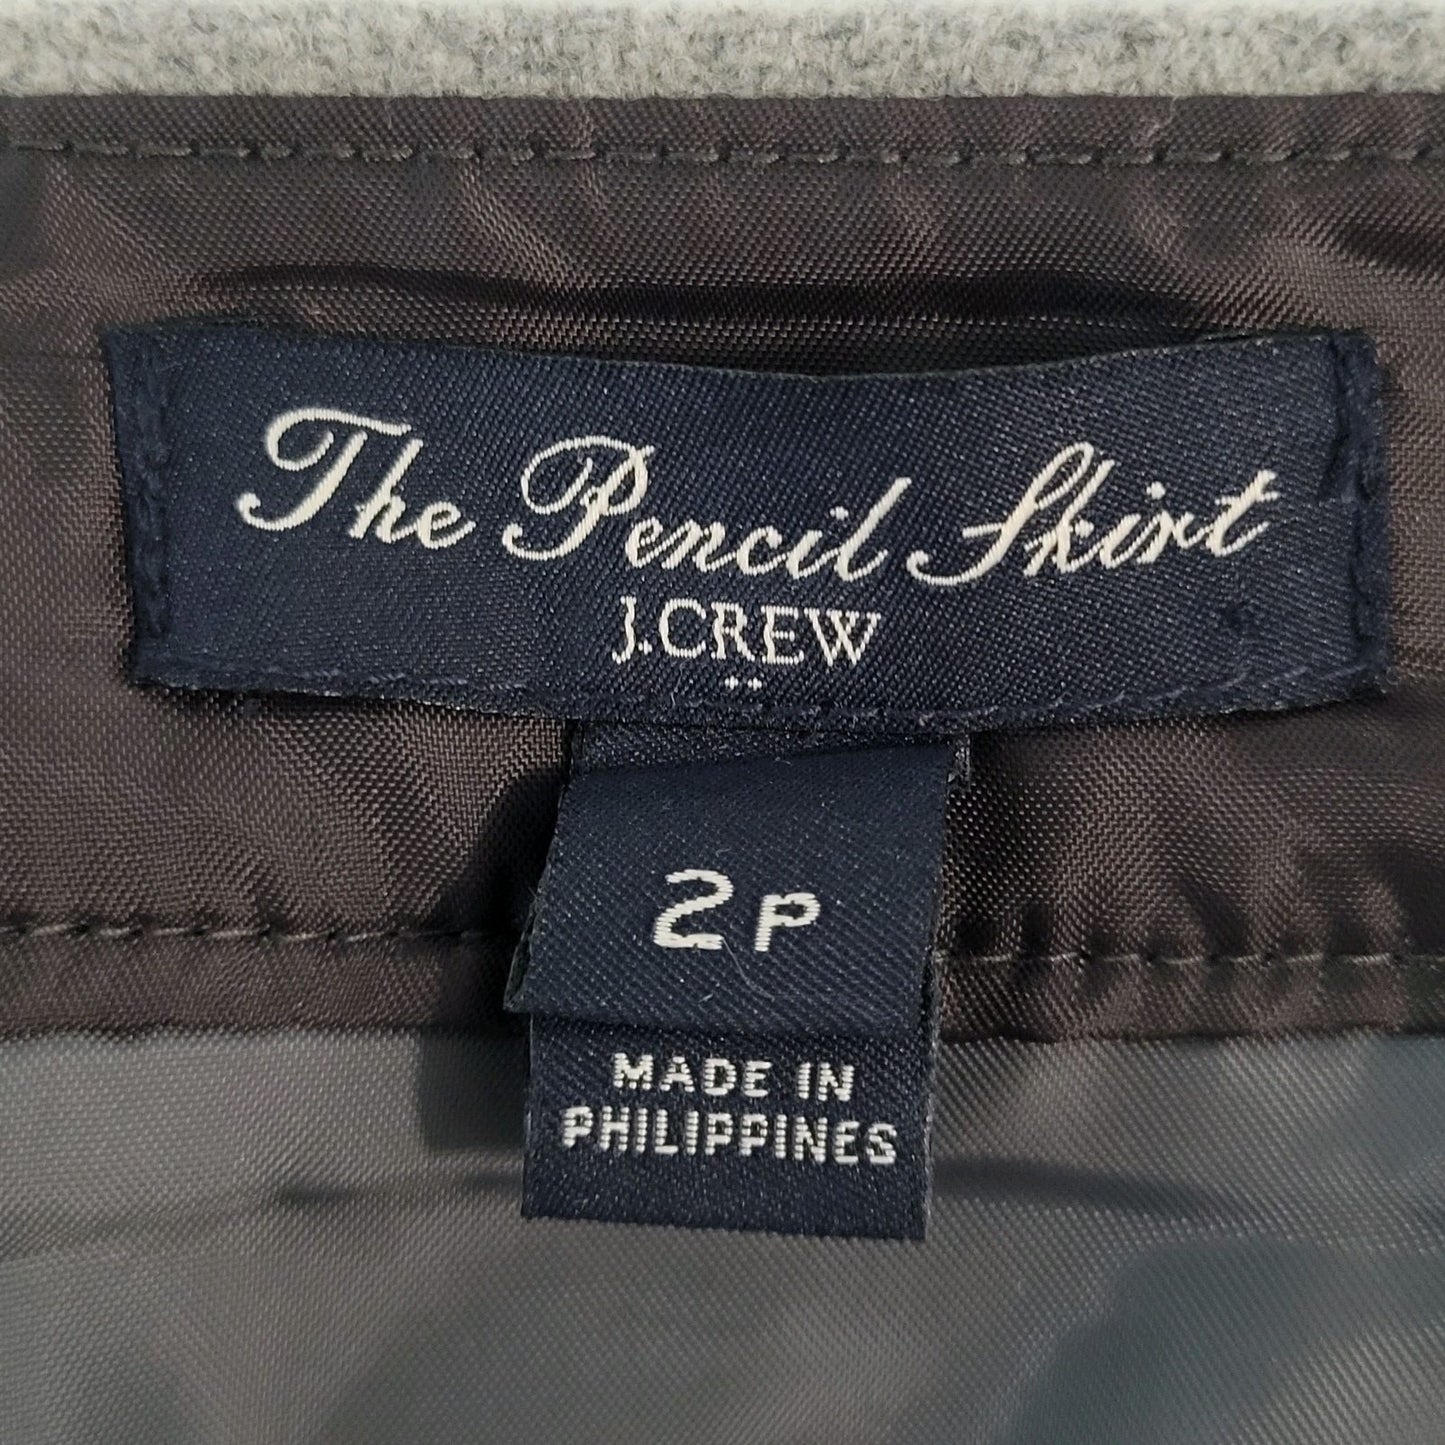 The Pencil Skirt
J.CREW
2P
MADE IN
PHILIPPINES